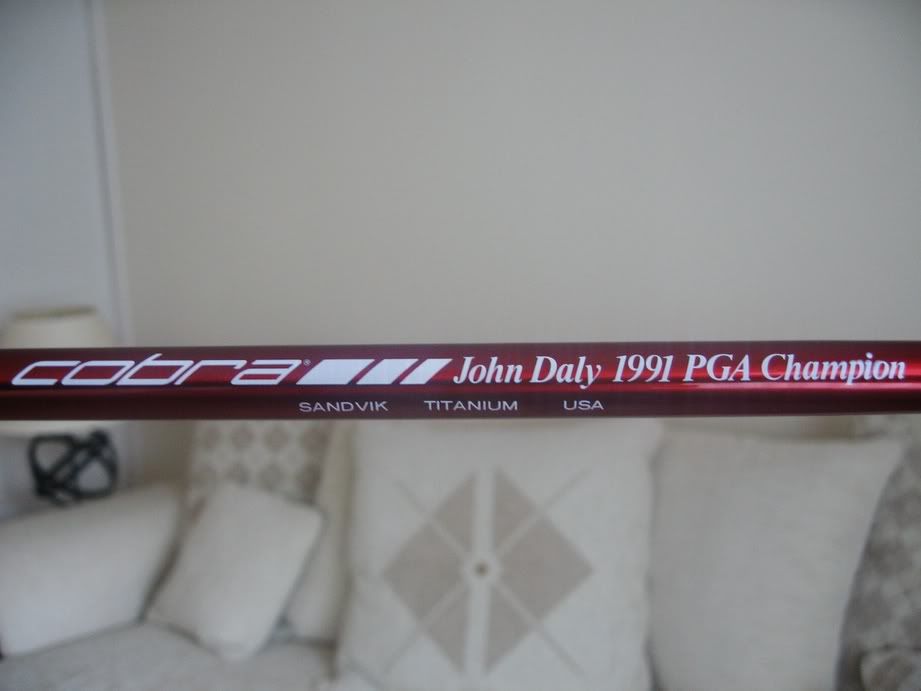 cobra® John Daly 1991 PGA Champion
SANDVIK TITANIUM USA